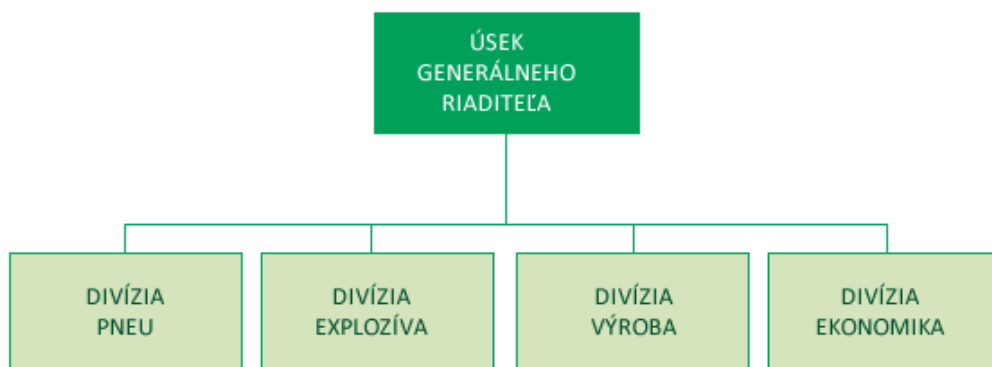 ÚSEK
GENERÁLNEHO
RIADITEĽA
DIVÍZIA
PNEU
DIVÍZIA
EXPLOZÍVA
DIVÍZIA
VÝROBA
DIVÍZIA
EKONOMIKA